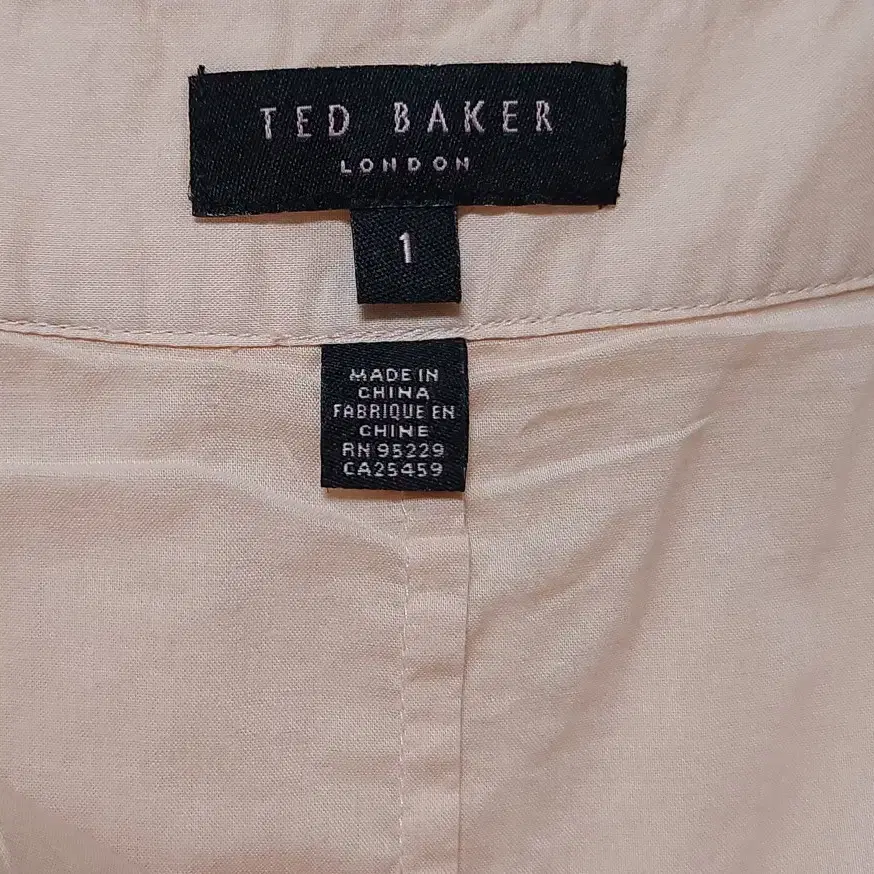 TED BAKER
LONDON
1
MADE IN
CHINA
FABRIQUE EN
CHINE
RN 95229
CA25459